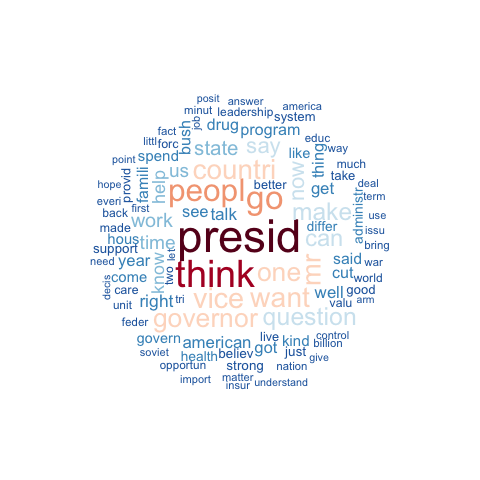 posit
answer
america
minut
leadership
system
fact
job
drug
program
educ
littl
forc
bush
state
say
like
thing
way
point
spend
us
countri
now
much
provid
famili
help
peopl
go
better
get
take
deal
hope
term
everi
first
see
talk
make
administr
use
back
work
differ
issu
made
hous
time
presid
can
bring
support
know
left
said
war
need
year
two
think
one
mr
cut
world
decis
come
care
right
tri
vice
want
well
good
valu
arm
unit
feder
governor
question
govern
american
live
kind
control
billion
soviet
health
believ
got
just
give
opportun
strong
nation
import
matter
insur
understand